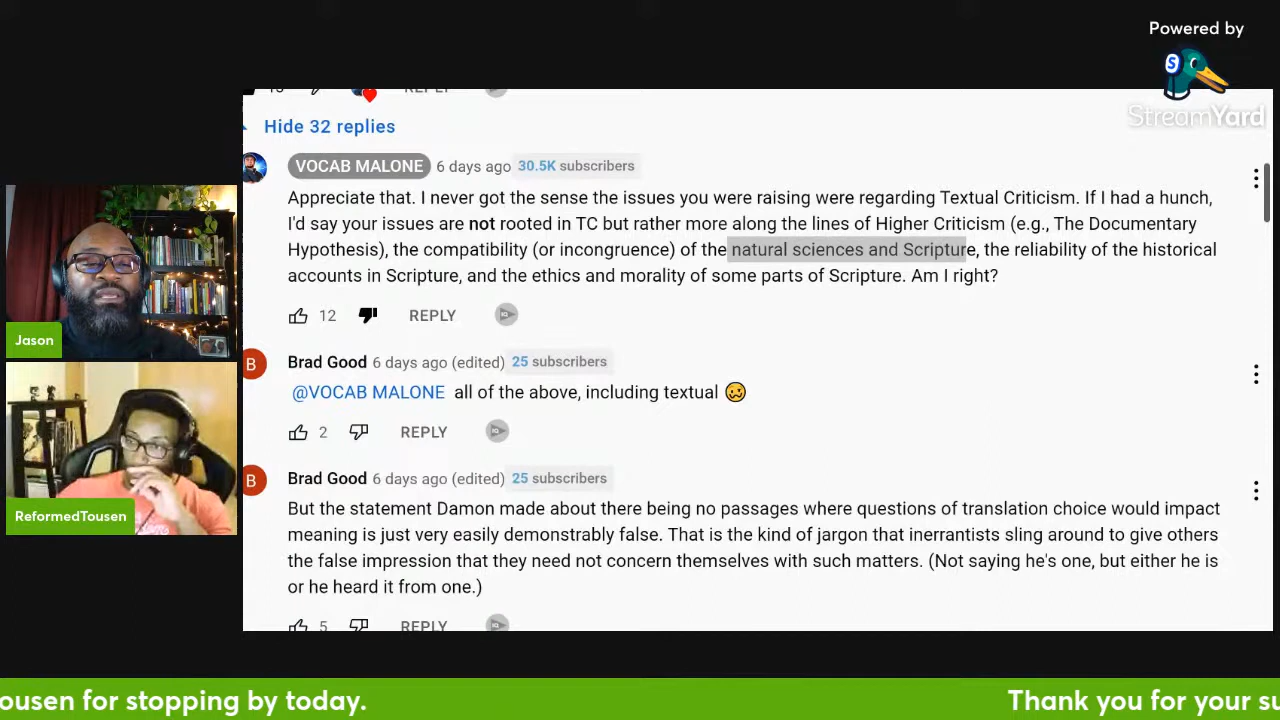 Powered by
StreamYard
REPLY
Hide 32 replies
VOCAB MALONE 6 days ago 30.5K subscribers
Appreciate that. I never got the sense the issues you were raising were regarding Textual Criticism. If I had a hunch,
I'd say your issues are not rooted in TC but rather more along the lines of Higher Criticism (e.g., The Documentary
Hypothesis), the compatibility (or incongruence) of the natural sciences and Scripture, the reliability of the historical
accounts in Scripture, and the ethics and morality of some parts of Scripture. Am I right?
12 REPLY
B Brad Good 6 days ago (edited) 25 subscribers
@VOCAB MALONE all of the above, including textual 🥴
2 REPLY
B Brad Good 6 days ago (edited) 25 subscribers
But the statement Damon made about there being no passages where questions of translation choice would impact
meaning is just very easily demonstrably false. That is the kind of jargon that inerrantists sling around to give others
the false impression that they need not concern themselves with such matters. (Not saying he's one, but either he is
or he heard it from one.)
5 REPLY
Jason
ReformedTousen
ousen for stopping by today. Thank you for your su